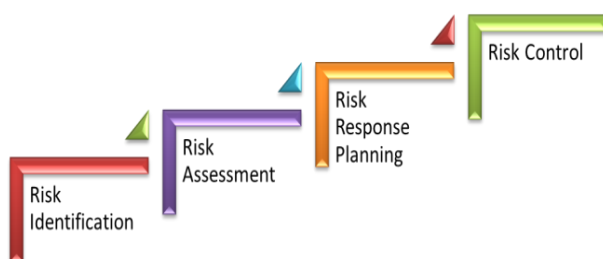 Risk
Identification
Risk
Assessment
Risk
Response
Planning
Risk Control